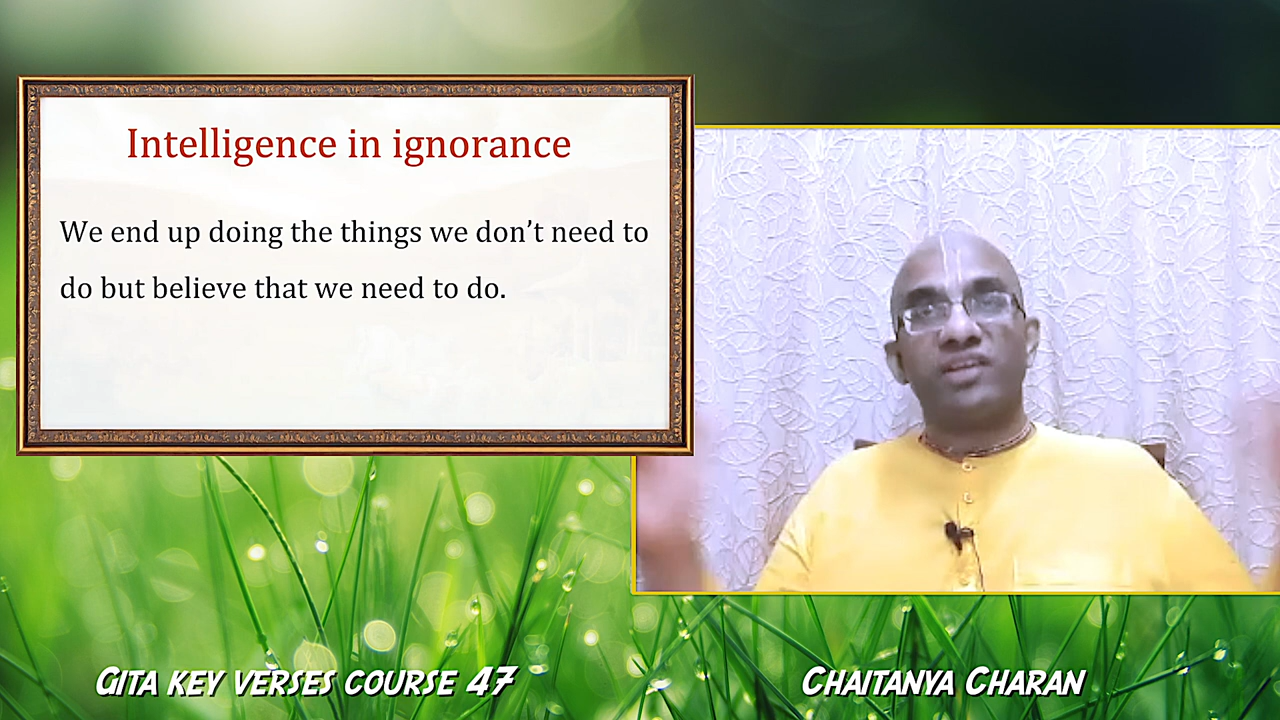 Intelligence in ignorance
We end up doing the things we don’t need to
do but believe that we need to do.
GITA KEY VERSES COURSE 47
CHAITANYA CHARAN